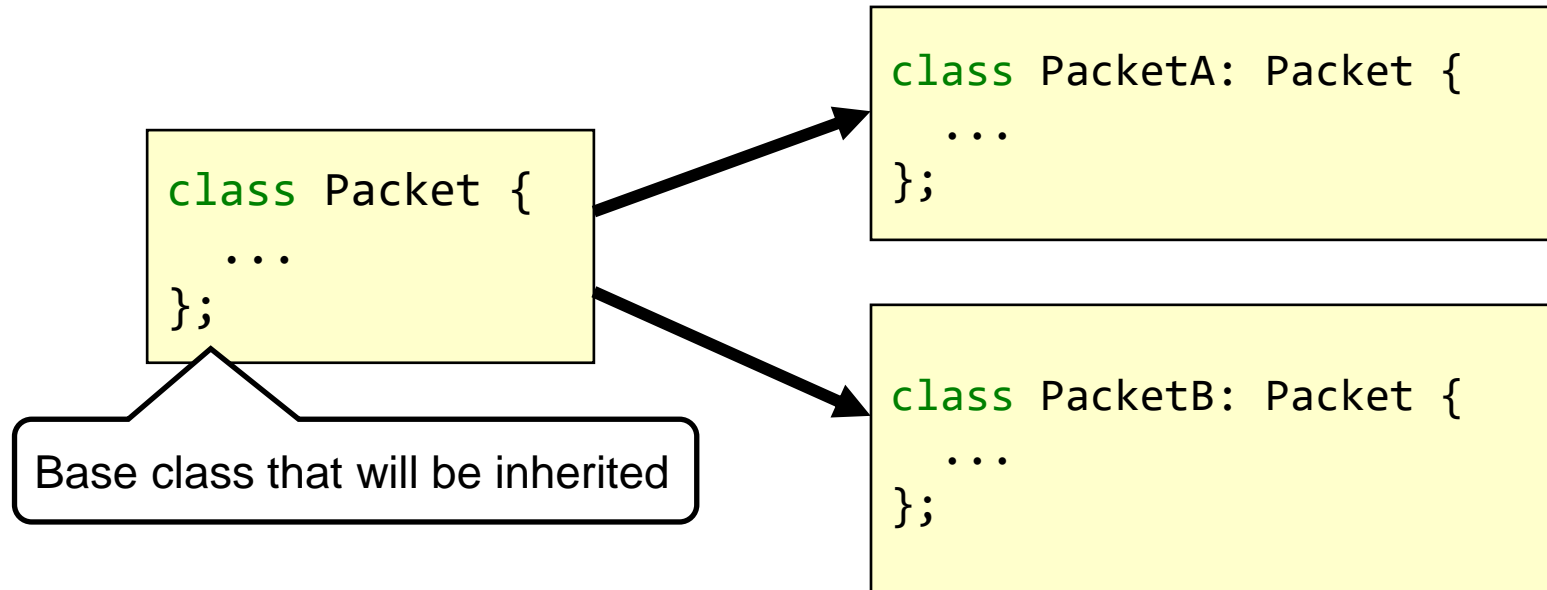 class Packet {
  ...
};
Base class that will be inherited
class PacketA: Packet {
  ...
};
class PacketB: Packet {
  ...
};